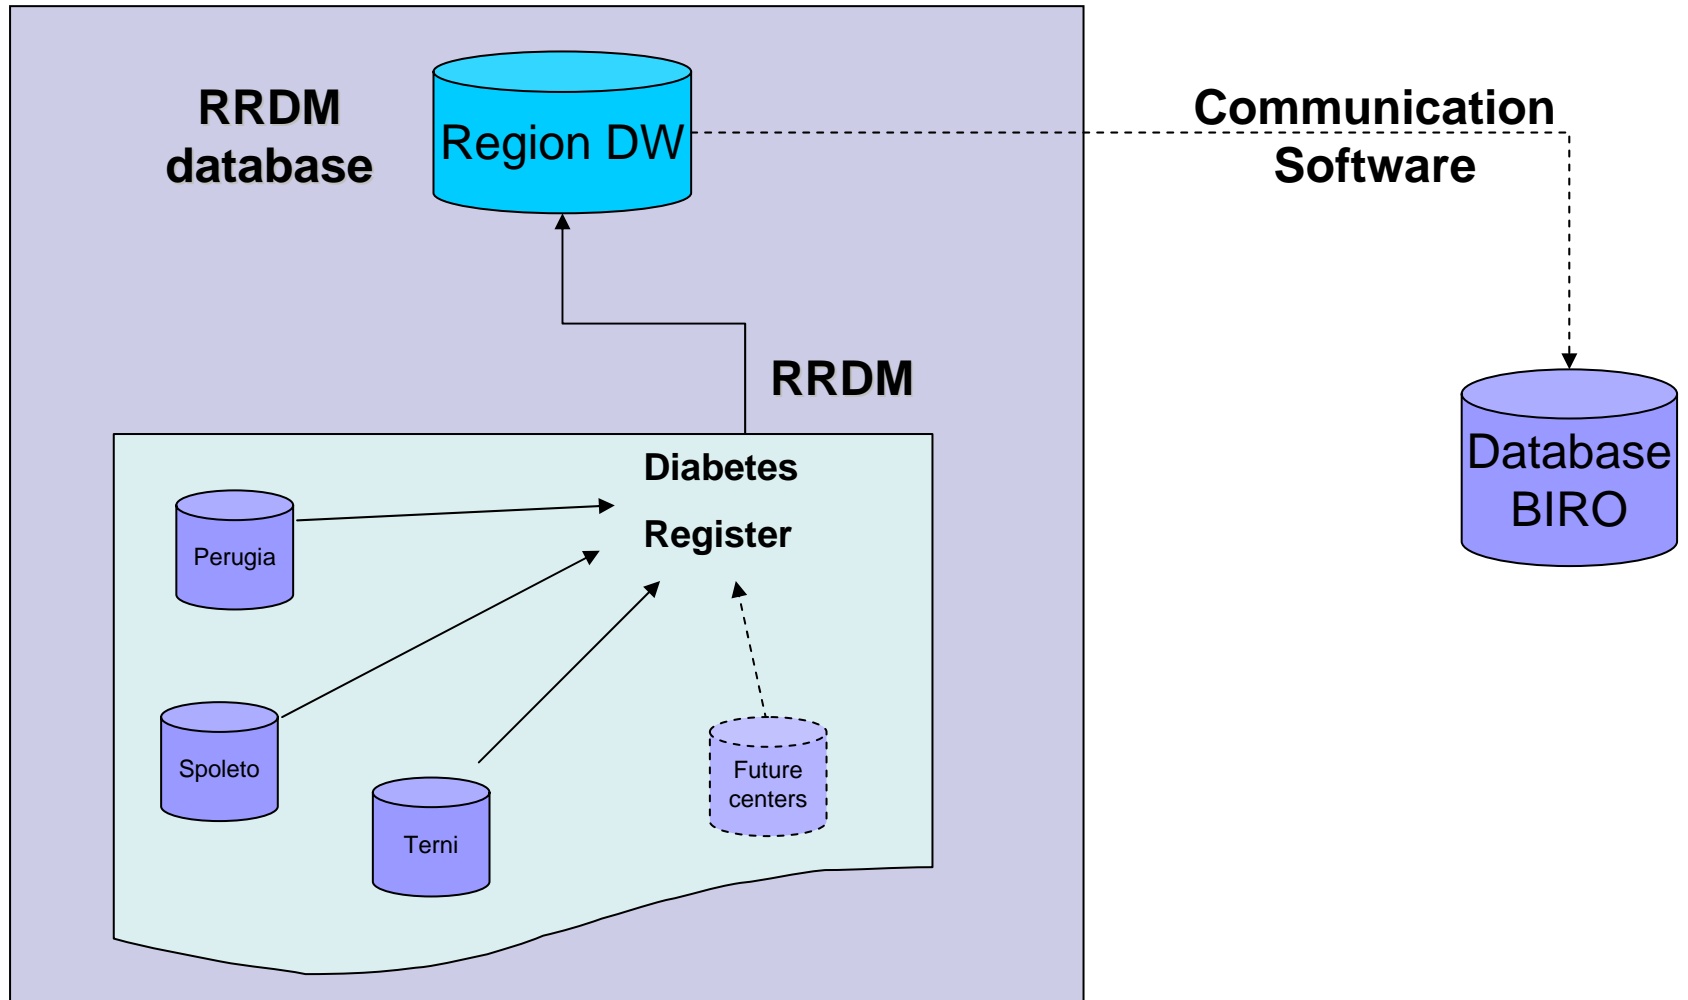 RRDM
database
Region DW
Communication
Software
RRDM
Database
BIRO
Diabetes
Register
Perugia
Spoleto
Terni
Future
centers